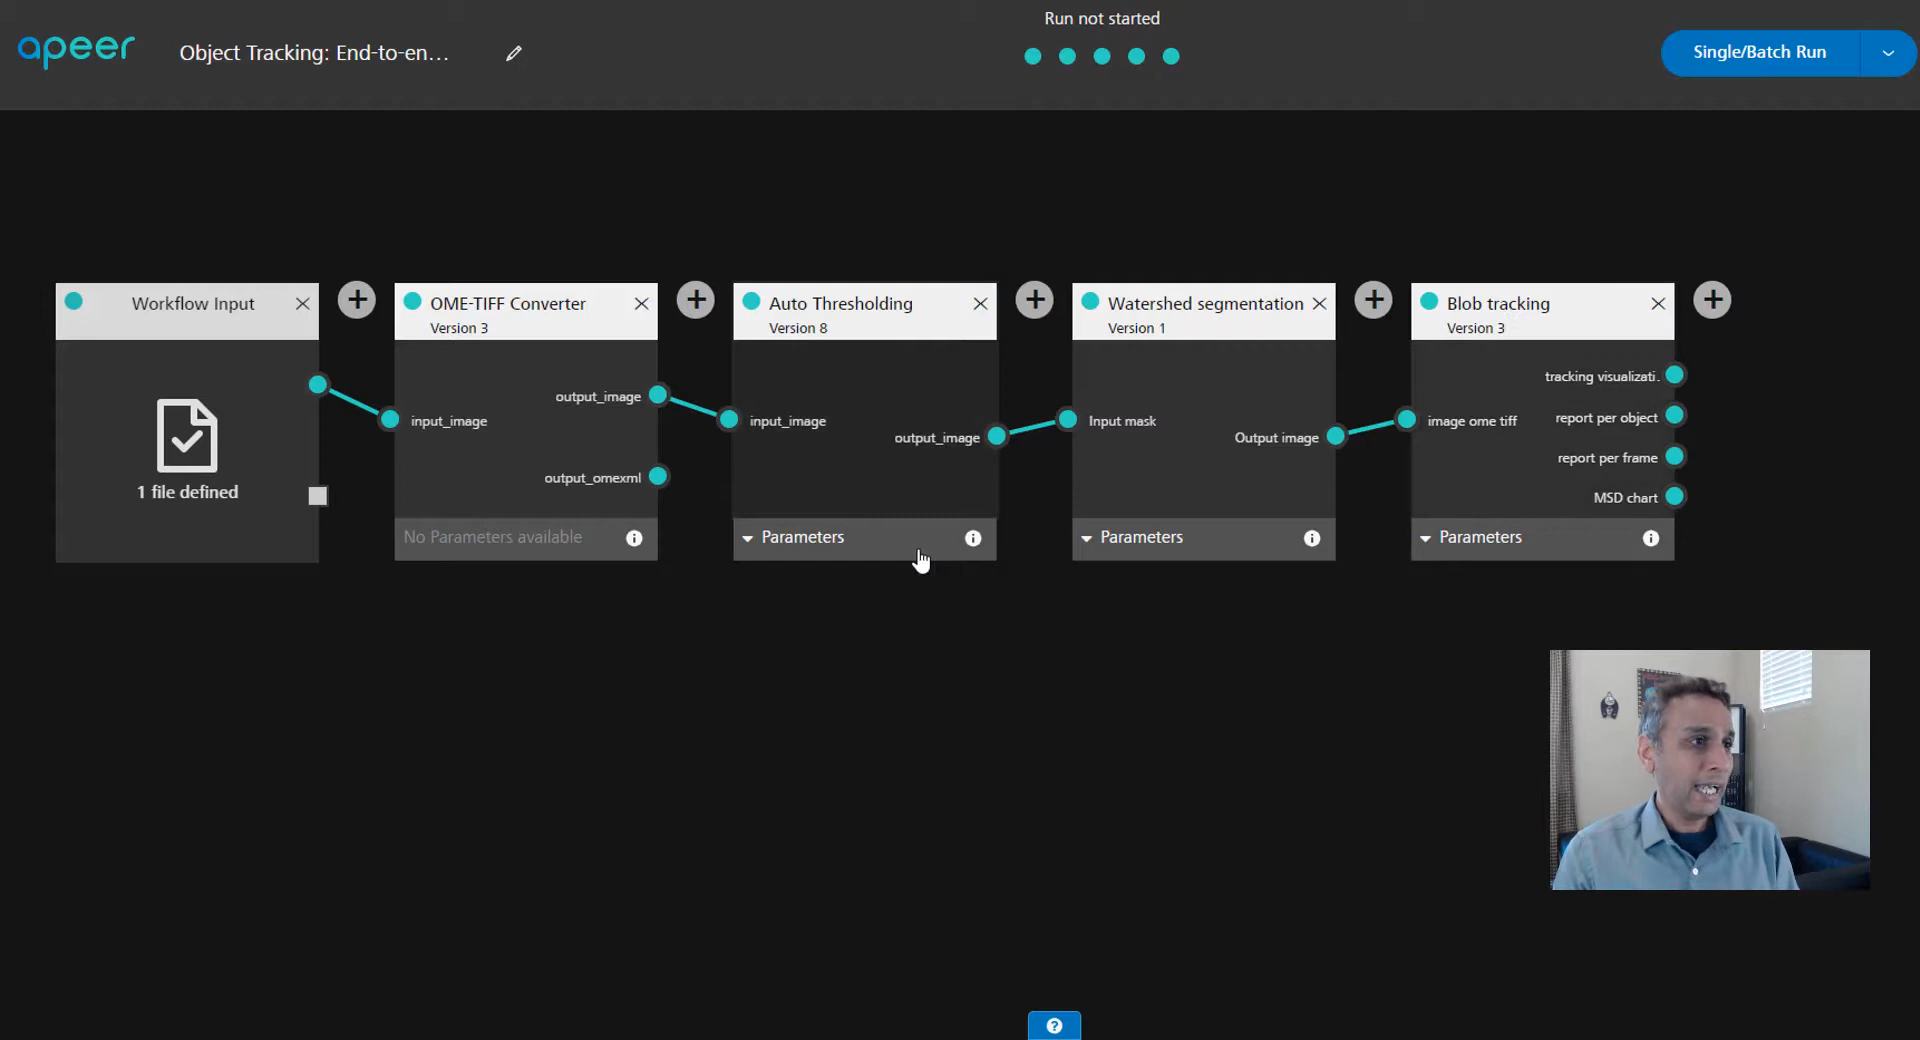 Run not started
apeer
Object Tracking: End-to-en...
Single/Batch Run
Workflow Input
1 file defined
OME-TIFF Converter
Version 3
output_image
input_image
output_omexml
No Parameters available
Auto Thresholding
Version 8
input_image
output_image
Parameters
Watershed segmentation
Version 1
Input mask
Output image
Parameters
Blob tracking
Version 3
tracking visualizati.
report per object
image ome tiff
report per frame
MSD chart
Parameters